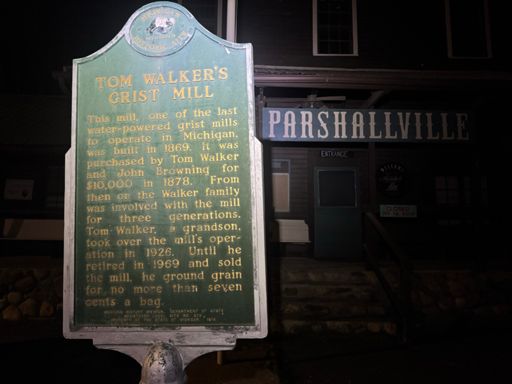 TOM WALKER'S
GRIST MILL
This mill, one of the last
water-powered grist mills
to operate in Michigan,
was built in 1869. It was
purchased by Tom Walker
and John Browning for
$10,000 in 1878. From
then on the Walker family
was involved with the mill
for three generations.
Tom Walker, a grandson,
took over the mill's oper-
ation in 1926. Until he
retired in 1969 and sold
the mill, he ground grain
for no more than seven
cents a bag.
PARSHALLVILLE
ENTRANCE
CLOSED